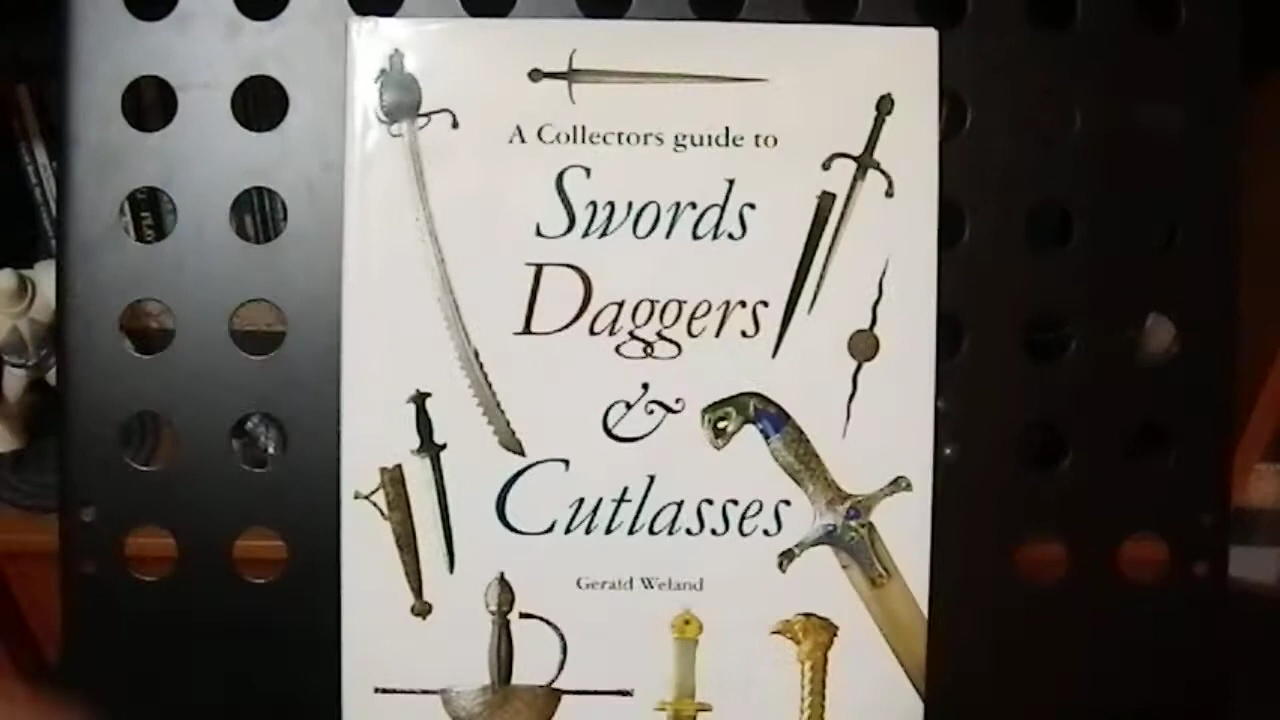 A Collectors guide to
Swords
Daggers
&
Cutlasses
Gerald Weland